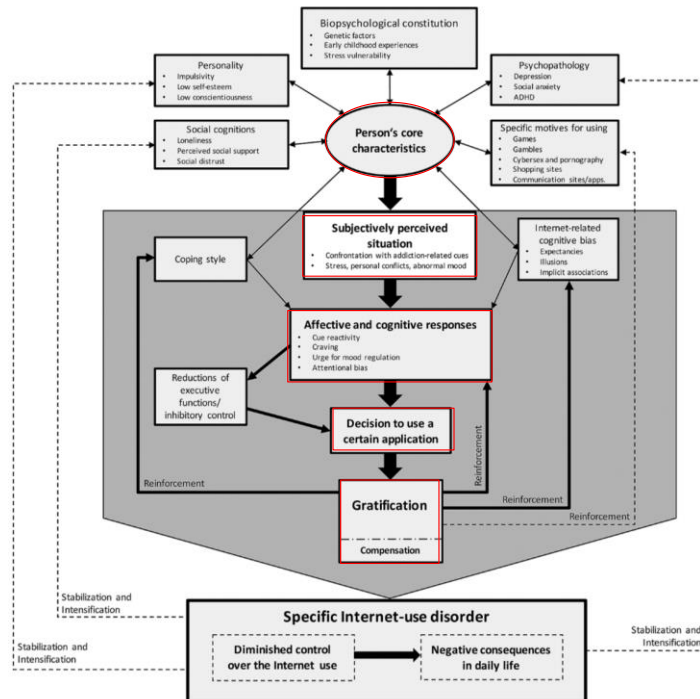 Biopsychological constitution
• Genetic factors
• Early childhood experiences
• Stress vulnerability
Personality
• Impulsivity
• Low self-esteem
• Low conscientiousness
Psychopathology
• Depression
• Social anxiety
• ADHD
Social cognitions
• Loneliness
• Perceived social support
• Social distrust
Person's core
characteristics
Specific motives for using
• Games
• Gambles
• Cybersex and pornography
• Shopping sites
• Communication sites/apps.
Subjectively perceived
situation
• Confrontation with addiction-related cues
• Stress, personal conflicts, abnormal mood
Coping style
Internet-related
cognitive bias
• Expectancies
• Illusions
• Implicit associations
Affective and cognitive responses
• Cue reactivity
• Craving
• Urge for mood regulation
• Attentional bias
Reductions of
executive
functions/
inhibitory control
Decision to use a
certain application
Reinforcement
Reinforcement
Reinforcement
Reinforcement
Gratification
Compensation
Stabilization and
Intensification
Stabilization and
Intensification
Stabilization and
Intensification
Specific Internet-use disorder
Diminished control
over the Internet use
Negative consequences
in daily life